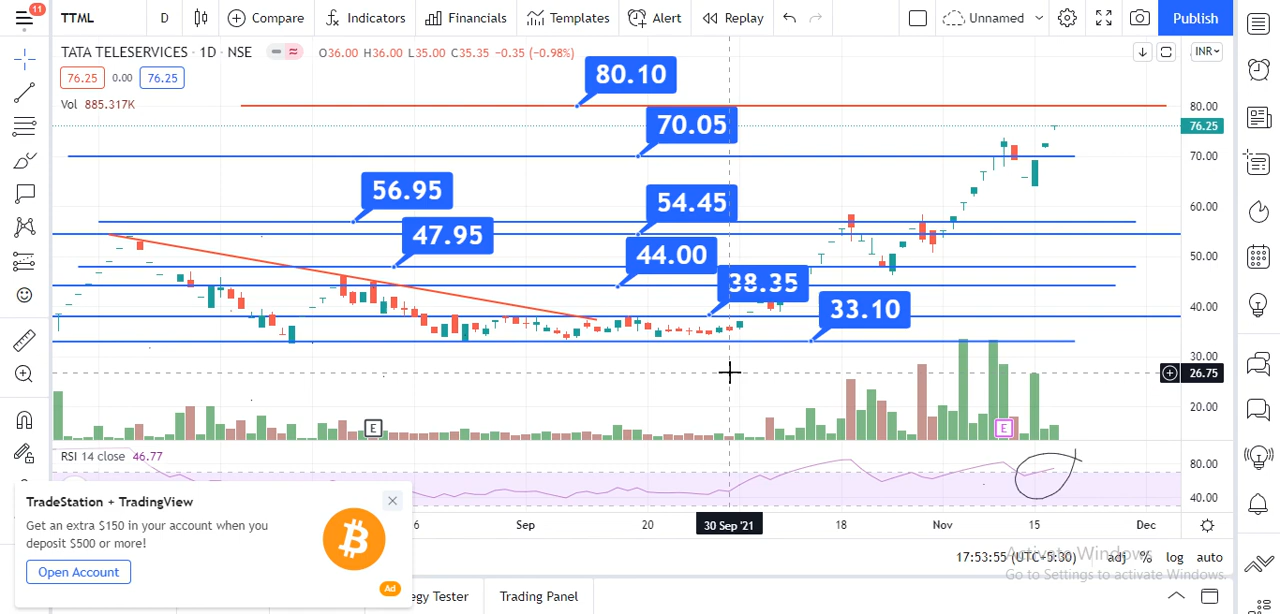 11
TTML D Compare Indicators Financials Templates Alert Replay Unnamed Publish
TATA TELESERVICES · 1D · NSE O36.00 H36.00 L35.00 C35.35 −0.35 (−0.98%) INR
76.25 0.00 76.25
Vol 885.317K
80.10
70.05
56.95
54.45
47.95
44.00
38.35
33.10
80.00
76.25
70.00
60.00
50.00
40.00
30.00
26.75
20.00
E E
RSI 14 close 46.77
80.00
40.00
6 Sep 20 30 Sep '21 18 Nov 15 Dec
TradeStation + TradingView
Get an extra $150 in your account when you
deposit $500 or more!
Open Account
Ad
17:53:55 (UTC+5:30) adj % log auto
Activate Windows
Go to Settings to activate Windows.
egy Tester Trading Panel